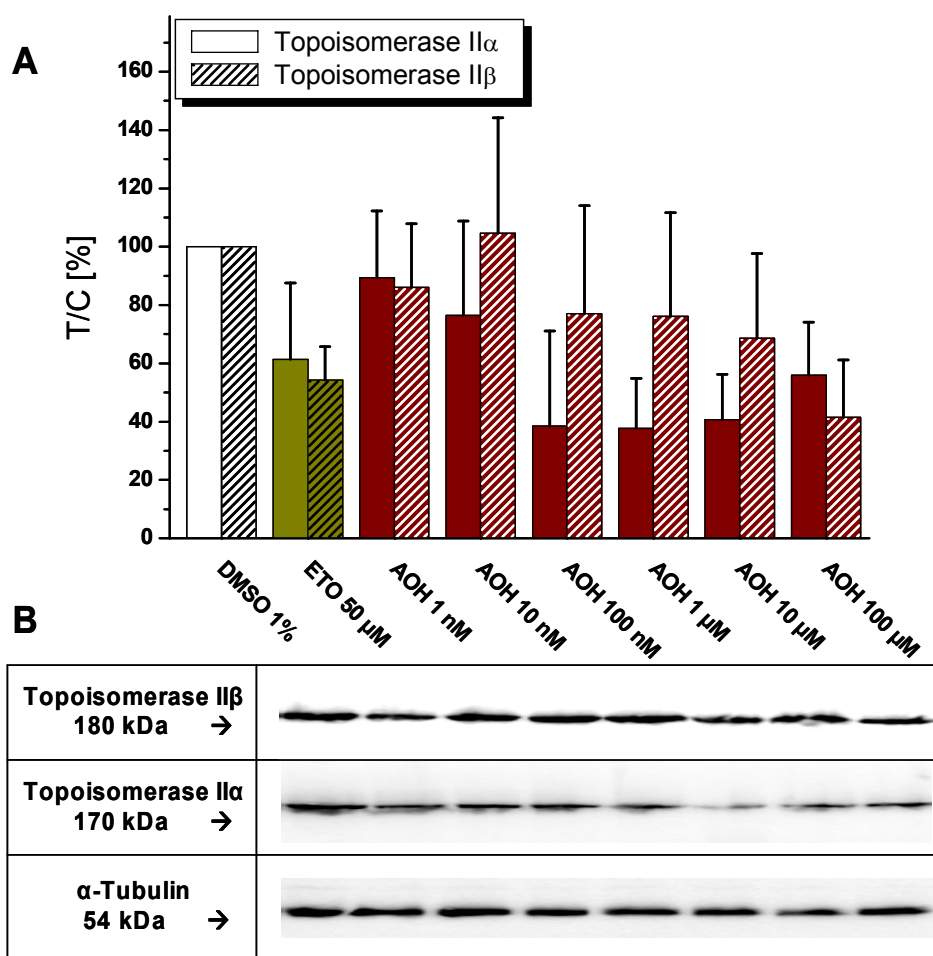 A
Topoisomerase IIα
Topoisomerase IIβ
T/C [%]
160
140
120
100
80
60
40
20
0
DMSO 1%
ETO 50 µM
AOH 1 nM
AOH 10 nM
AOH 100 nM
AOH 1 µM
AOH 10 µM
AOH 100 µM
B
Topoisomerase IIβ
180 kDa →
Topoisomerase IIα
170 kDa →
α-Tubulin
54 kDa →